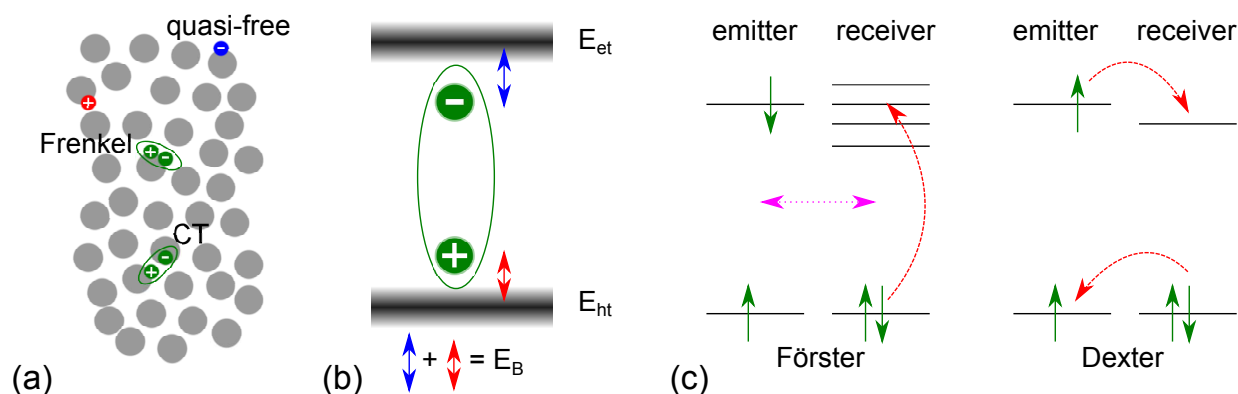 quasi-free
Frenkel
CT
(a)
E_et
E_ht
+ = E_B
(b)
emitter receiver
Förster
emitter receiver
Dexter
(c)